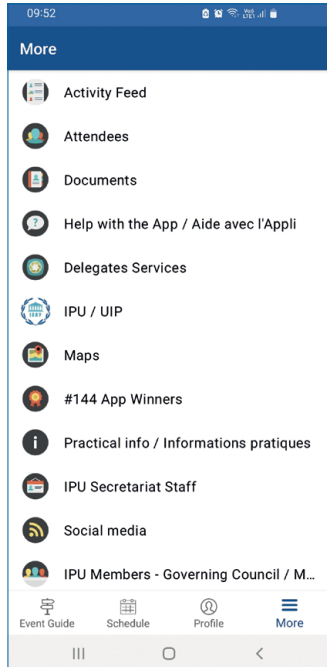 09:52
More
Activity Feed
Attendees
Documents
Help with the App / Aide avec l'Appli
Delegates Services
IPU / UIP
Maps
#144 App Winners
Practical info / Informations pratiques
IPU Secretariat Staff
Social media
IPU Members - Governing Council / M...
Event Guide
Schedule
Profile
More